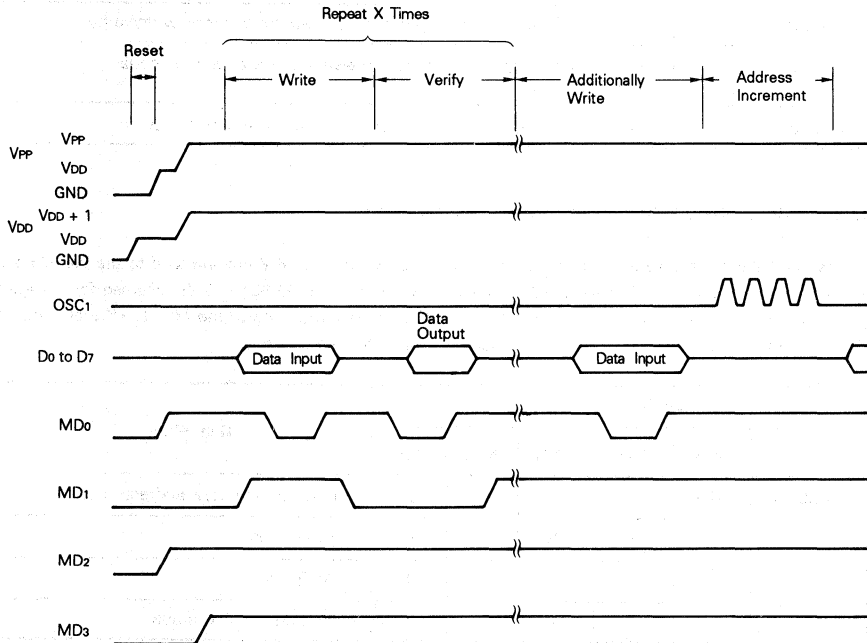 Repeat X Times
Reset
Write
Verify
Additionally
Write
Address
Increment
VPP
VPP
VDD
GND
VDD
VDD + 1
VDD
GND
OSC1
Data
Output
D0 to D7
Data Input
Data Input
MD0
MD1
MD2
MD3